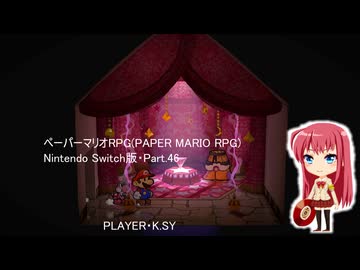 ペーパーマリオRPG(PAPER MARIO RPG)
Nintendo Switch版・Part.46
PLAYER・K.SY